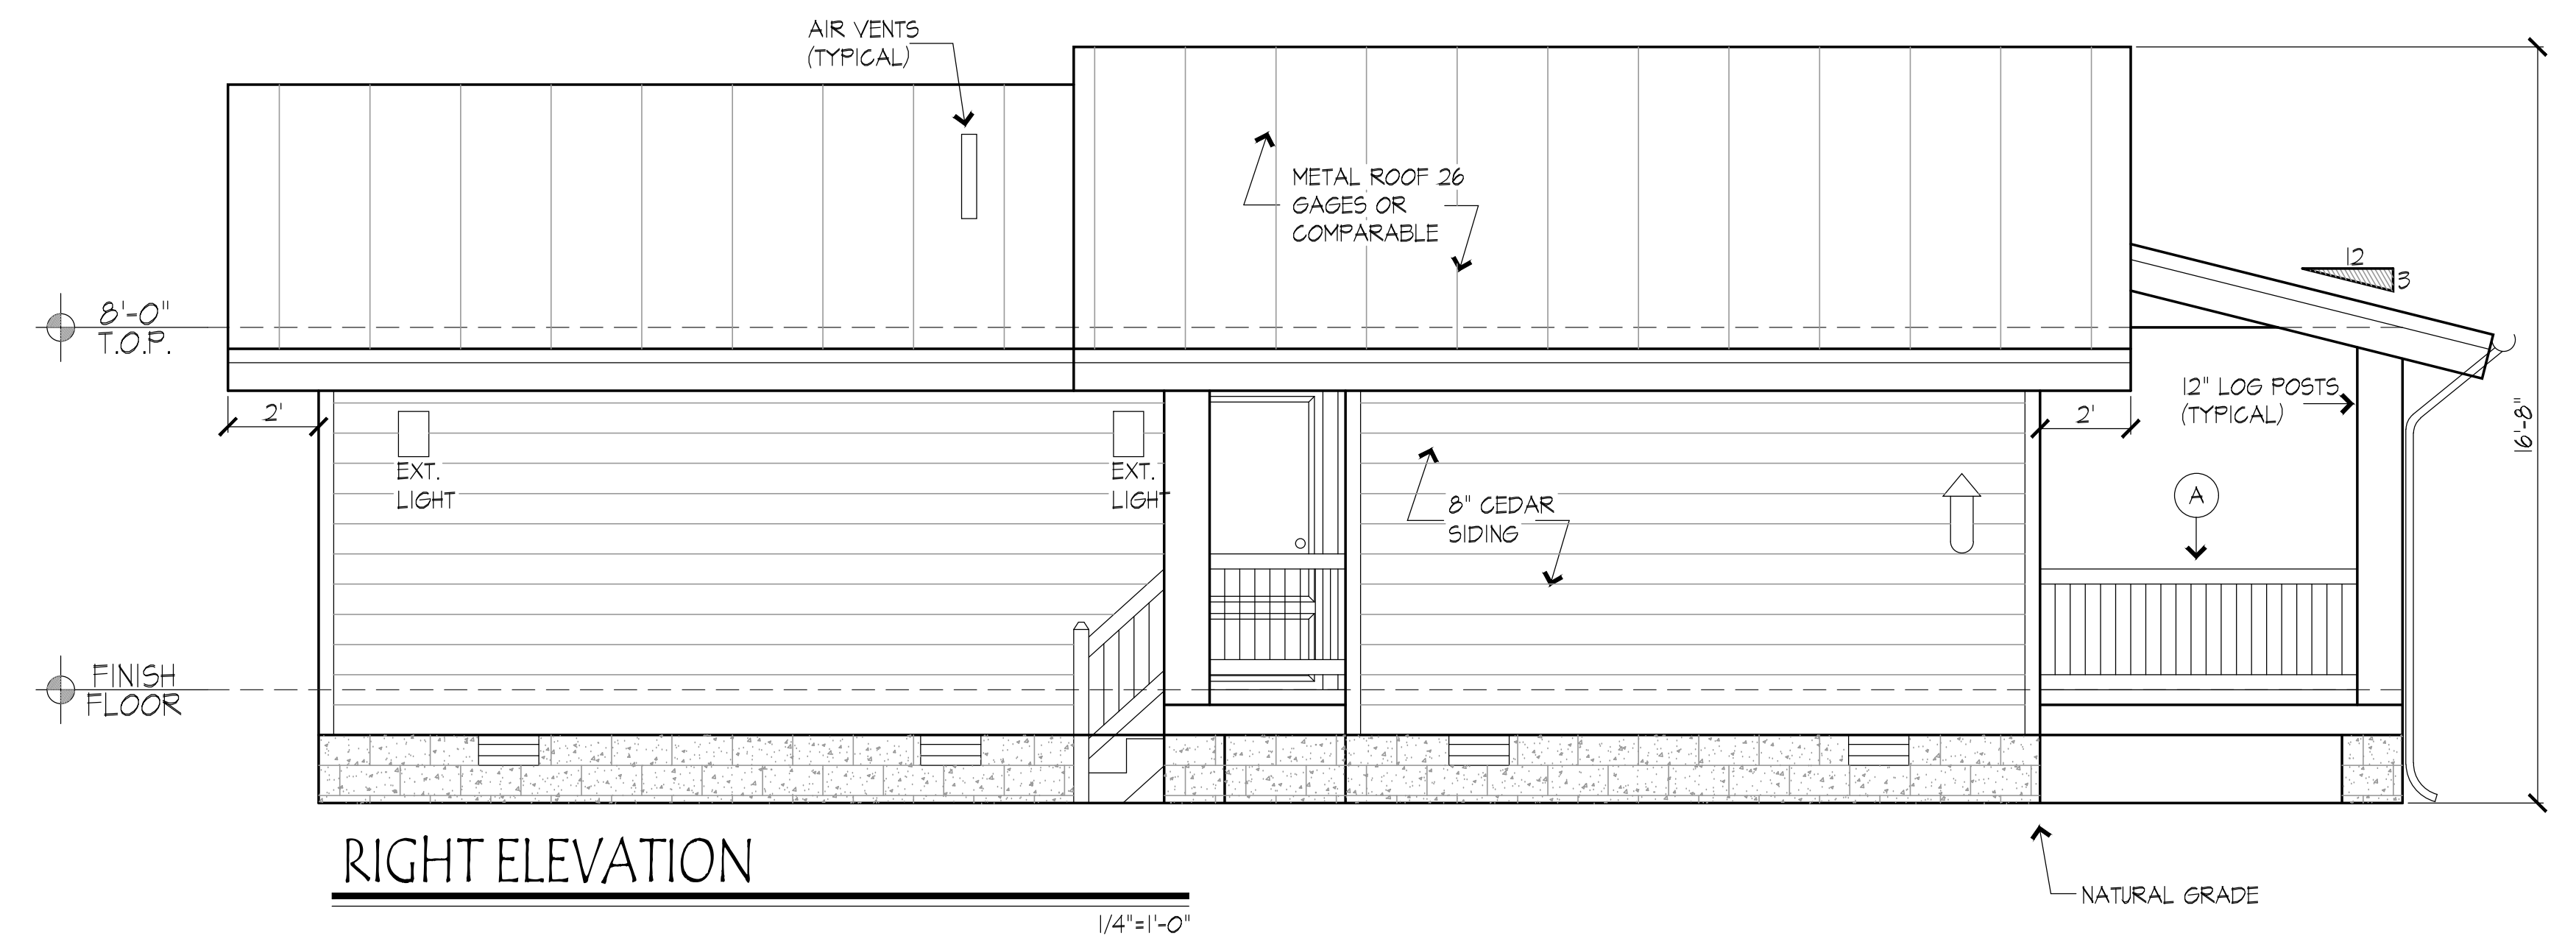 AIR VENTS
(TYPICAL)
METAL ROOF 26
GAGES OR
COMPARABLE
12
3
8'-0"
T.O.P.
2'
EXT.
LIGHT
EXT.
LIGHT
8" CEDAR
SIDING
2'
12" LOG POSTS
(TYPICAL)
A
16'-8"
FINISH
FLOOR
RIGHT ELEVATION
1/4"=1'-0"
NATURAL GRADE